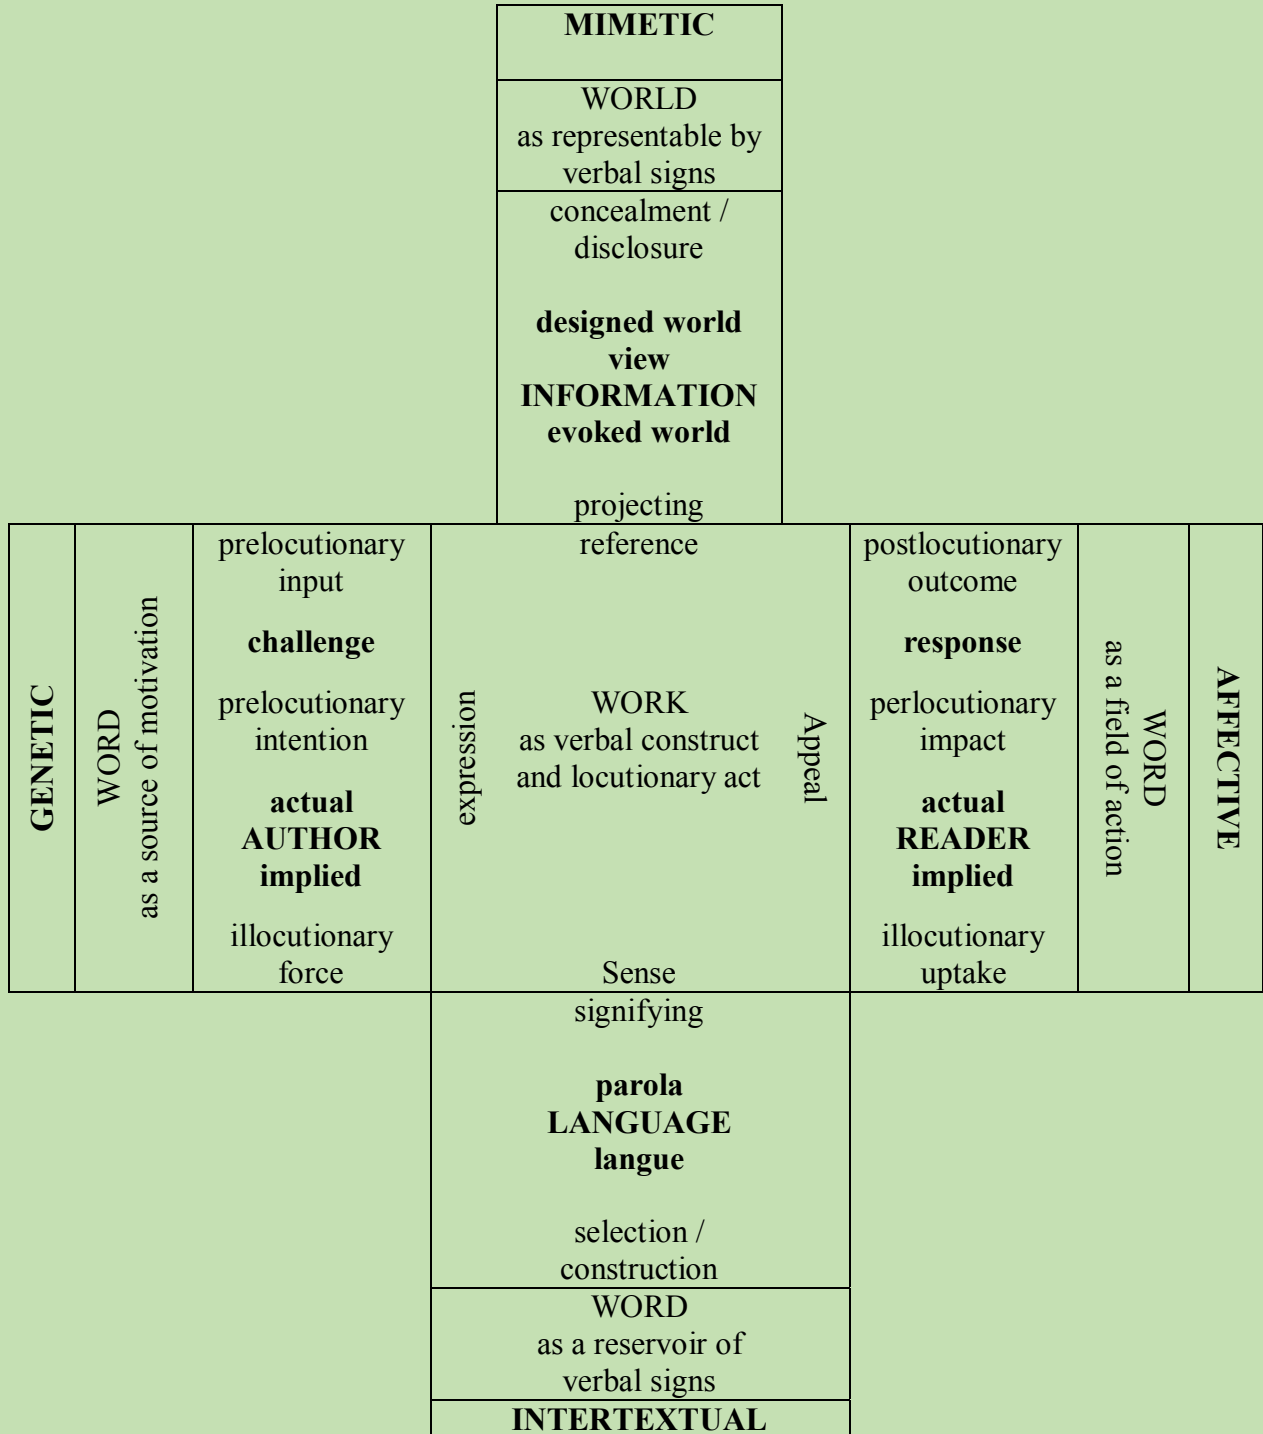 MIMETIC
WORLD
as representable by
verbal signs
concealment /
disclosure
designed world
view
INFORMATION
evoked world
projecting
GENETIC
WORD
as a source of motivation
prelocutionary
input
challenge
prelocutionary
intention
actual
AUTHOR
implied
illocutionary
force
expression
reference
WORK
as verbal construct
and locutionary act
Sense
Appeal
postlocutionary
outcome
response
perlocutionary
impact
actual
READER
implied
illocutionary
uptake
WORD
as a field of action
AFFECTIVE
signifying
parola
LANGUAGE
langue
selection /
construction
WORD
as a reservoir of
verbal signs
INTERTEXTUAL